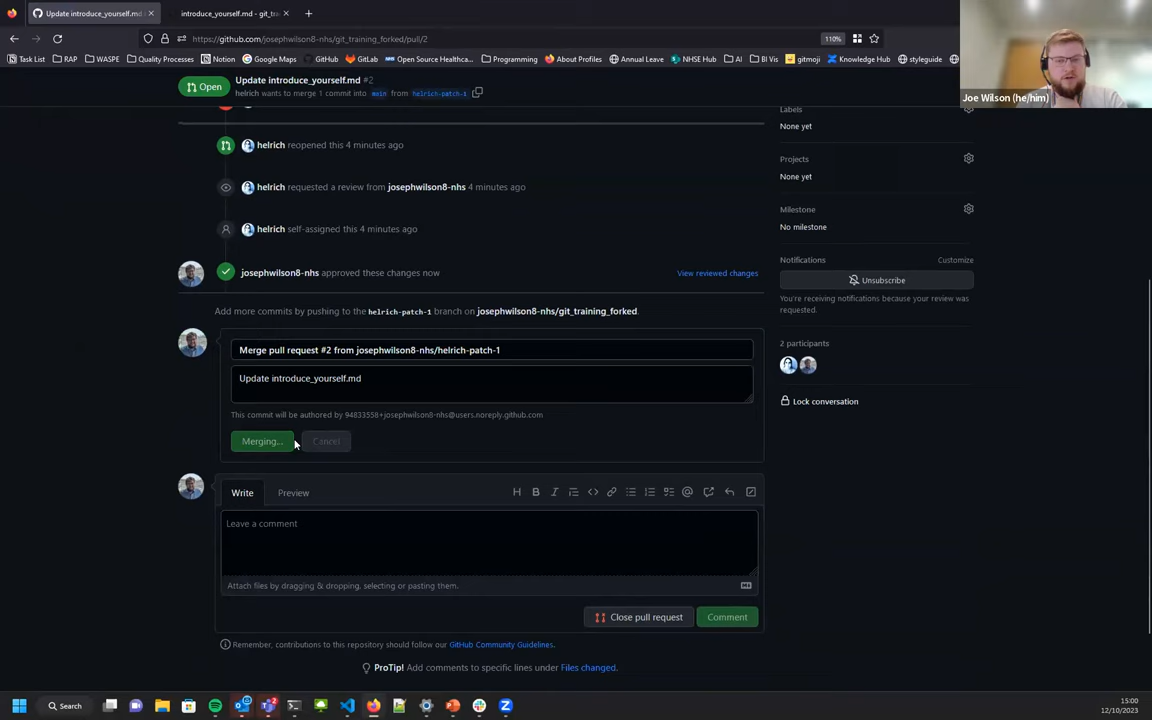 Update introduce_yourself.md
introduce_yourself.md - git_tra
https://github.com/josephwilson8-nhs/git_training_forked/pull/2
110%
Task List
RAP
WASPE
Quality Processes
Notion
Google Maps
GitHub
GitLab
Open Source Healthca...
Programming
About Profiles
Annual Leave
NHSE Hub
AI
BI Vis
gitmoji
Knowledge Hub
styleguide
Joe Wilson (he/him)
Open
Update introduce_yourself.md #2
helrich wants to merge 1 commit into main from helrich-patch-1
Labels
None yet
helrich reopened this 4 minutes ago
Projects
None yet
helrich requested a review from josephwilson8-nhs 4 minutes ago
Milestone
No milestone
helrich self-assigned this 4 minutes ago
Notifications
Customize
josephwilson8-nhs approved these changes now
View reviewed changes
Unsubscribe
You're receiving notifications because your review was
requested.
Add more commits by pushing to the helrich-patch-1 branch on josephwilson8-nhs/git_training_forked.
2 participants
Merge pull request #2 from josephwilson8-nhs/helrich-patch-1
Update introduce_yourself.md
Lock conversation
This commit will be authored by 94833558+josephwilson8-nhs@users.noreply.github.com
Merging...
Cancel
Write
Preview
Leave a comment
Attach files by dragging & dropping, selecting or pasting them.
Close pull request
Comment
Remember, contributions to this repository should follow our GitHub Community Guidelines.
ProTip! Add comments to specific lines under Files changed.
Search
15:00
12/10/2023